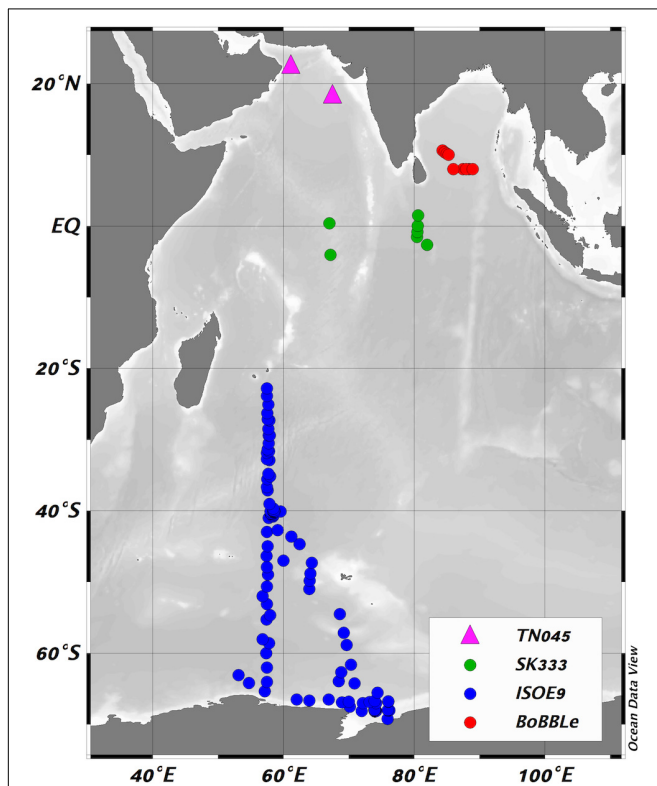 20°N
EQ
20°S
40°S
60°S
TN045
SK333
ISOE9
BoBBLe
Ocean Data View
40°E
60°E
80°E
100°E